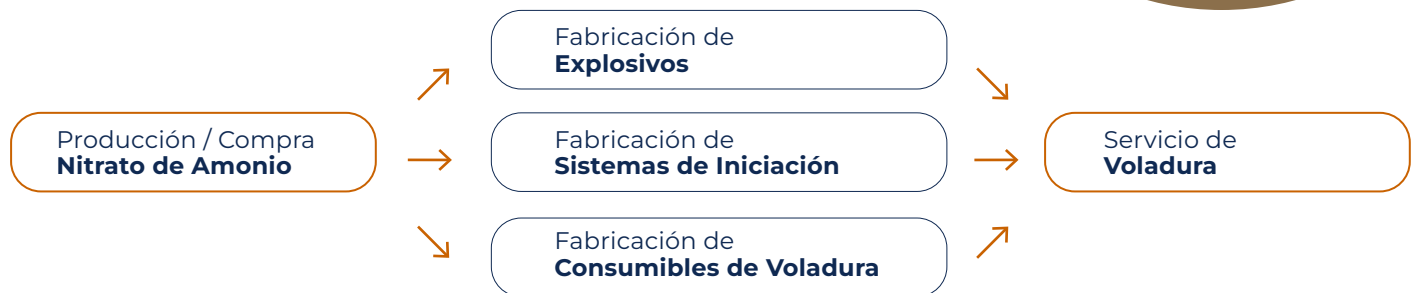 Producción / Compra
Nitrato de Amonio
Fabricación de
Explosivos
Fabricación de
Sistemas de Iniciación
Fabricación de
Consumibles de Voladura
Servicio de
Voladura